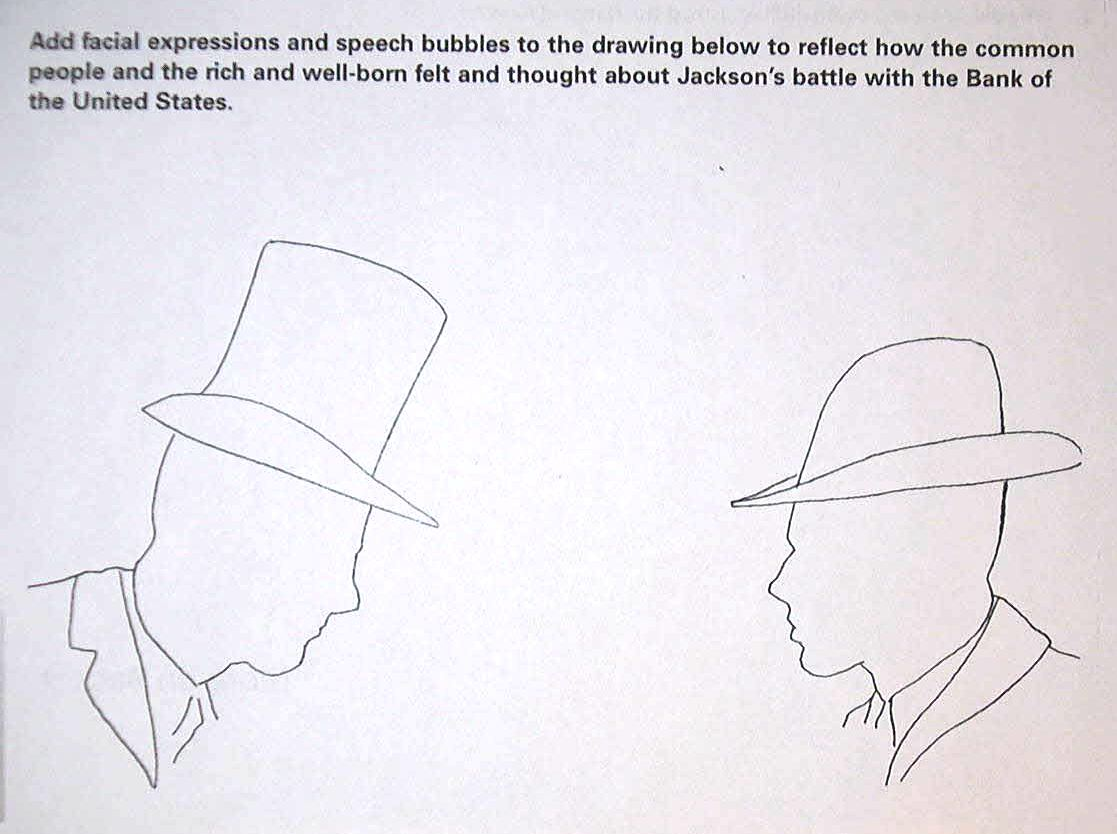 Add facial expressions and speech bubbles to the drawing below to reflect how the common
people and the rich and well-born felt and thought about Jackson's battle with the Bank of
the United States.